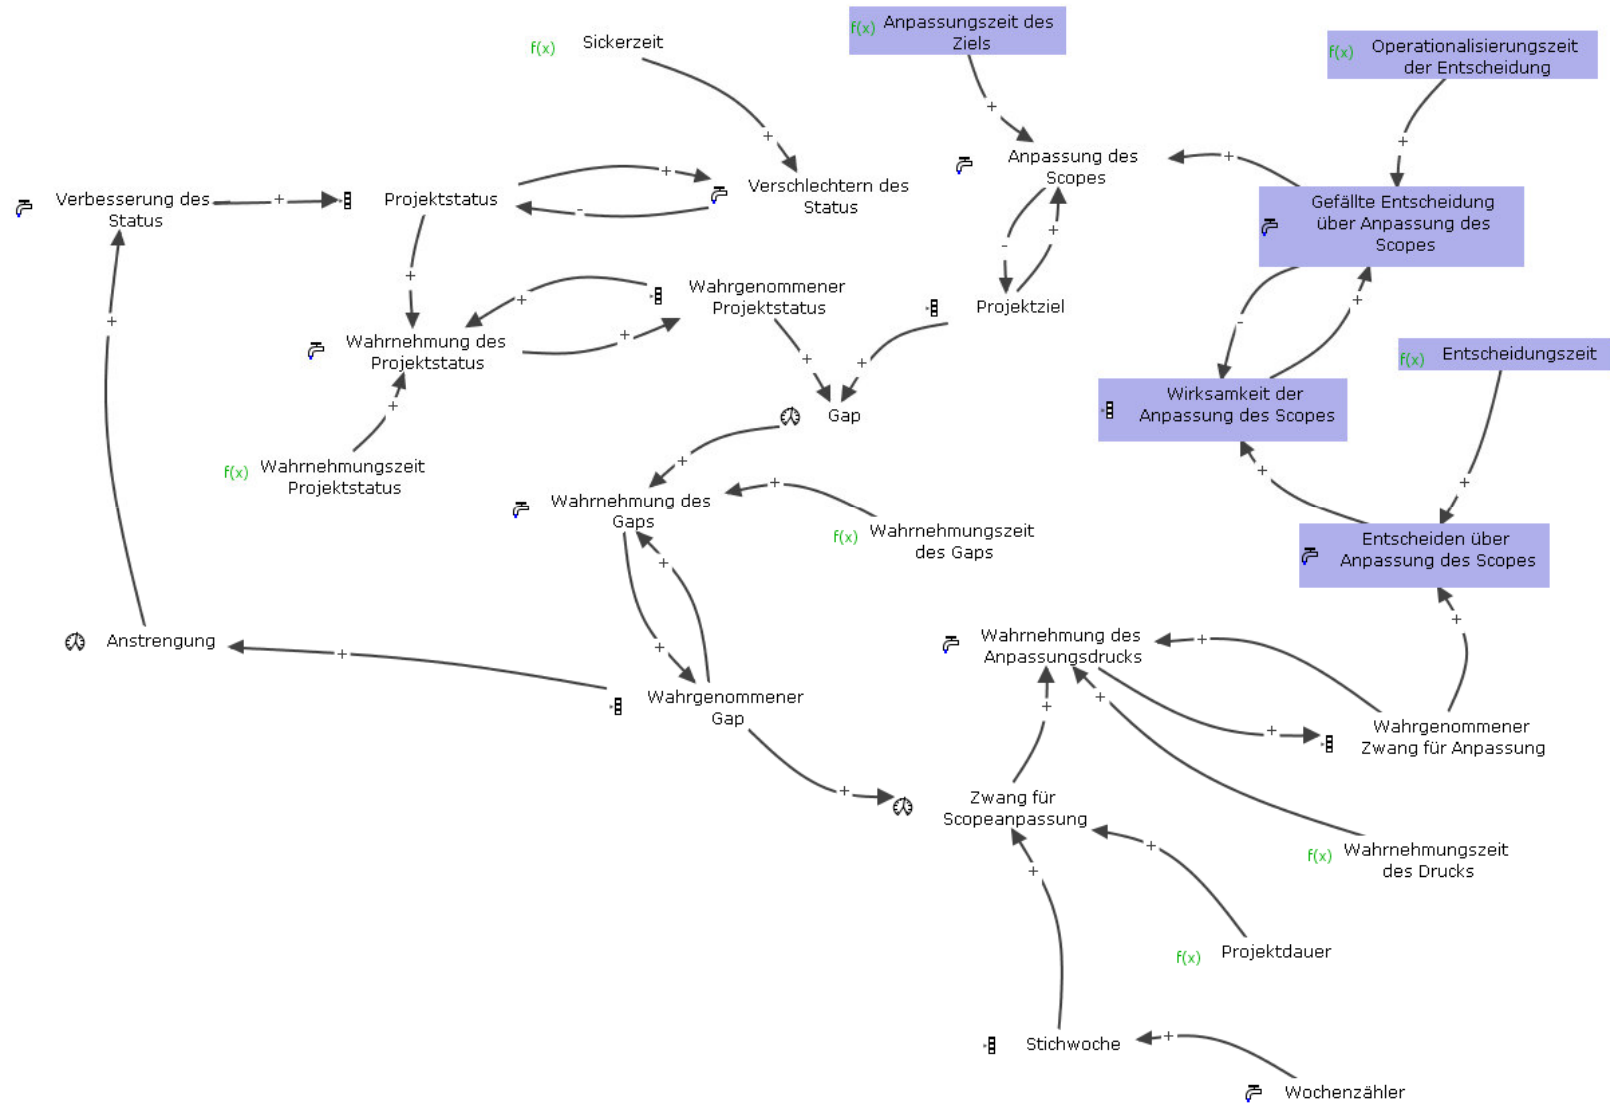 f(x) Sickerzeit
f(x) Anpassungszeit des
Ziels
f(x) Operationalisierungszeit
der Entscheidung
Verbesserung des
Status
+
Projektstatus
+
-
+
Verschlechtern des
Status
+
Anpassung des
Scopes
+
+
Gefällte Entscheidung
über Anpassung des
Scopes
-
+
Projektziel
+
Wahrgenommener
Projektstatus
+
+
+
Wahrnehmung des
Projektstatus
+
+
f(x) Wahrnehmungszeit
Projektstatus
+
+
Gap
-
+
f(x) Entscheidungszeit
Wirksamkeit der
Anpassung des Scopes
+
+
+
Wahrnehmung des
Gaps
+
f(x) Wahrnehmungszeit
des Gaps
Entscheiden über
Anpassung des Scopes
+
+
+
Anstrengung
+
Wahrgenommener
Gap
Wahrnehmung des
Anpassungsdrucks
+
+
+
+
Wahrgenommener
Zwang für Anpassung
+
Zwang für
Scopeanpassung
f(x) Wahrnehmungszeit
des Drucks
+
+
f(x) Projektdauer
Stichwoche
+
Wochenzähler